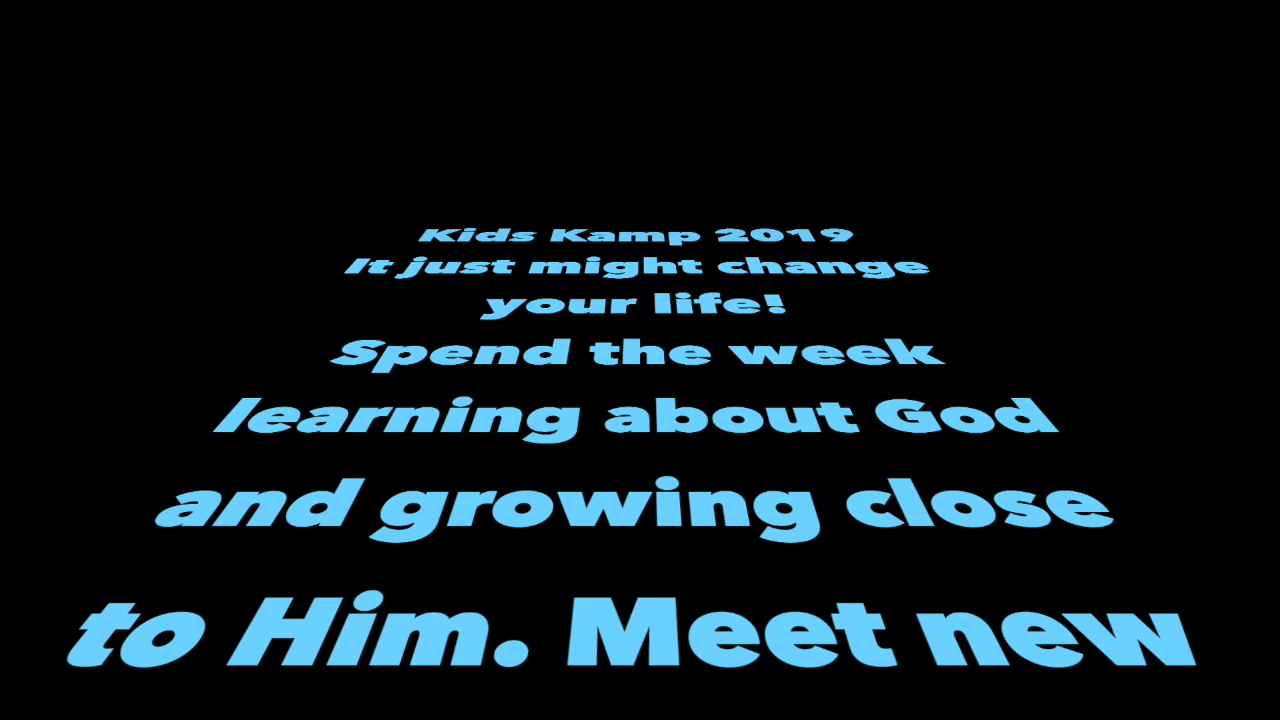 Kids Kamp 2019
It just might change
your life!
Spend the week
learning about God
and growing close
to Him. Meet new